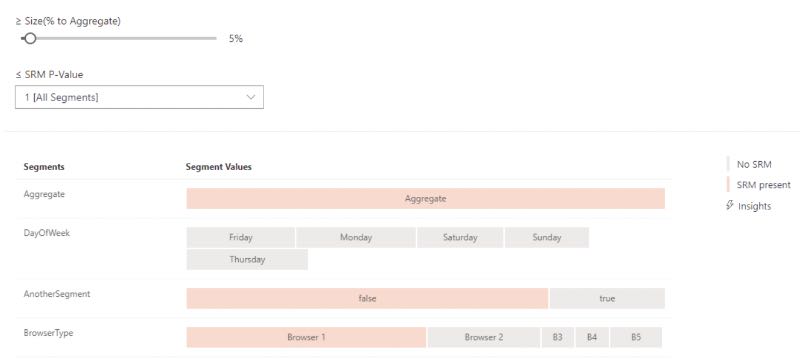 ≥ Size(% to Aggregate)
5%
≤ SRM P-Value
1 [All Segments]
Segments Segment Values
No SRM
SRM present
Insights
Aggregate Aggregate
DayOfWeek Friday Monday Saturday Sunday
Thursday
AnotherSegment false true
BrowserType Browser 1 Browser 2 B3 B4 B5